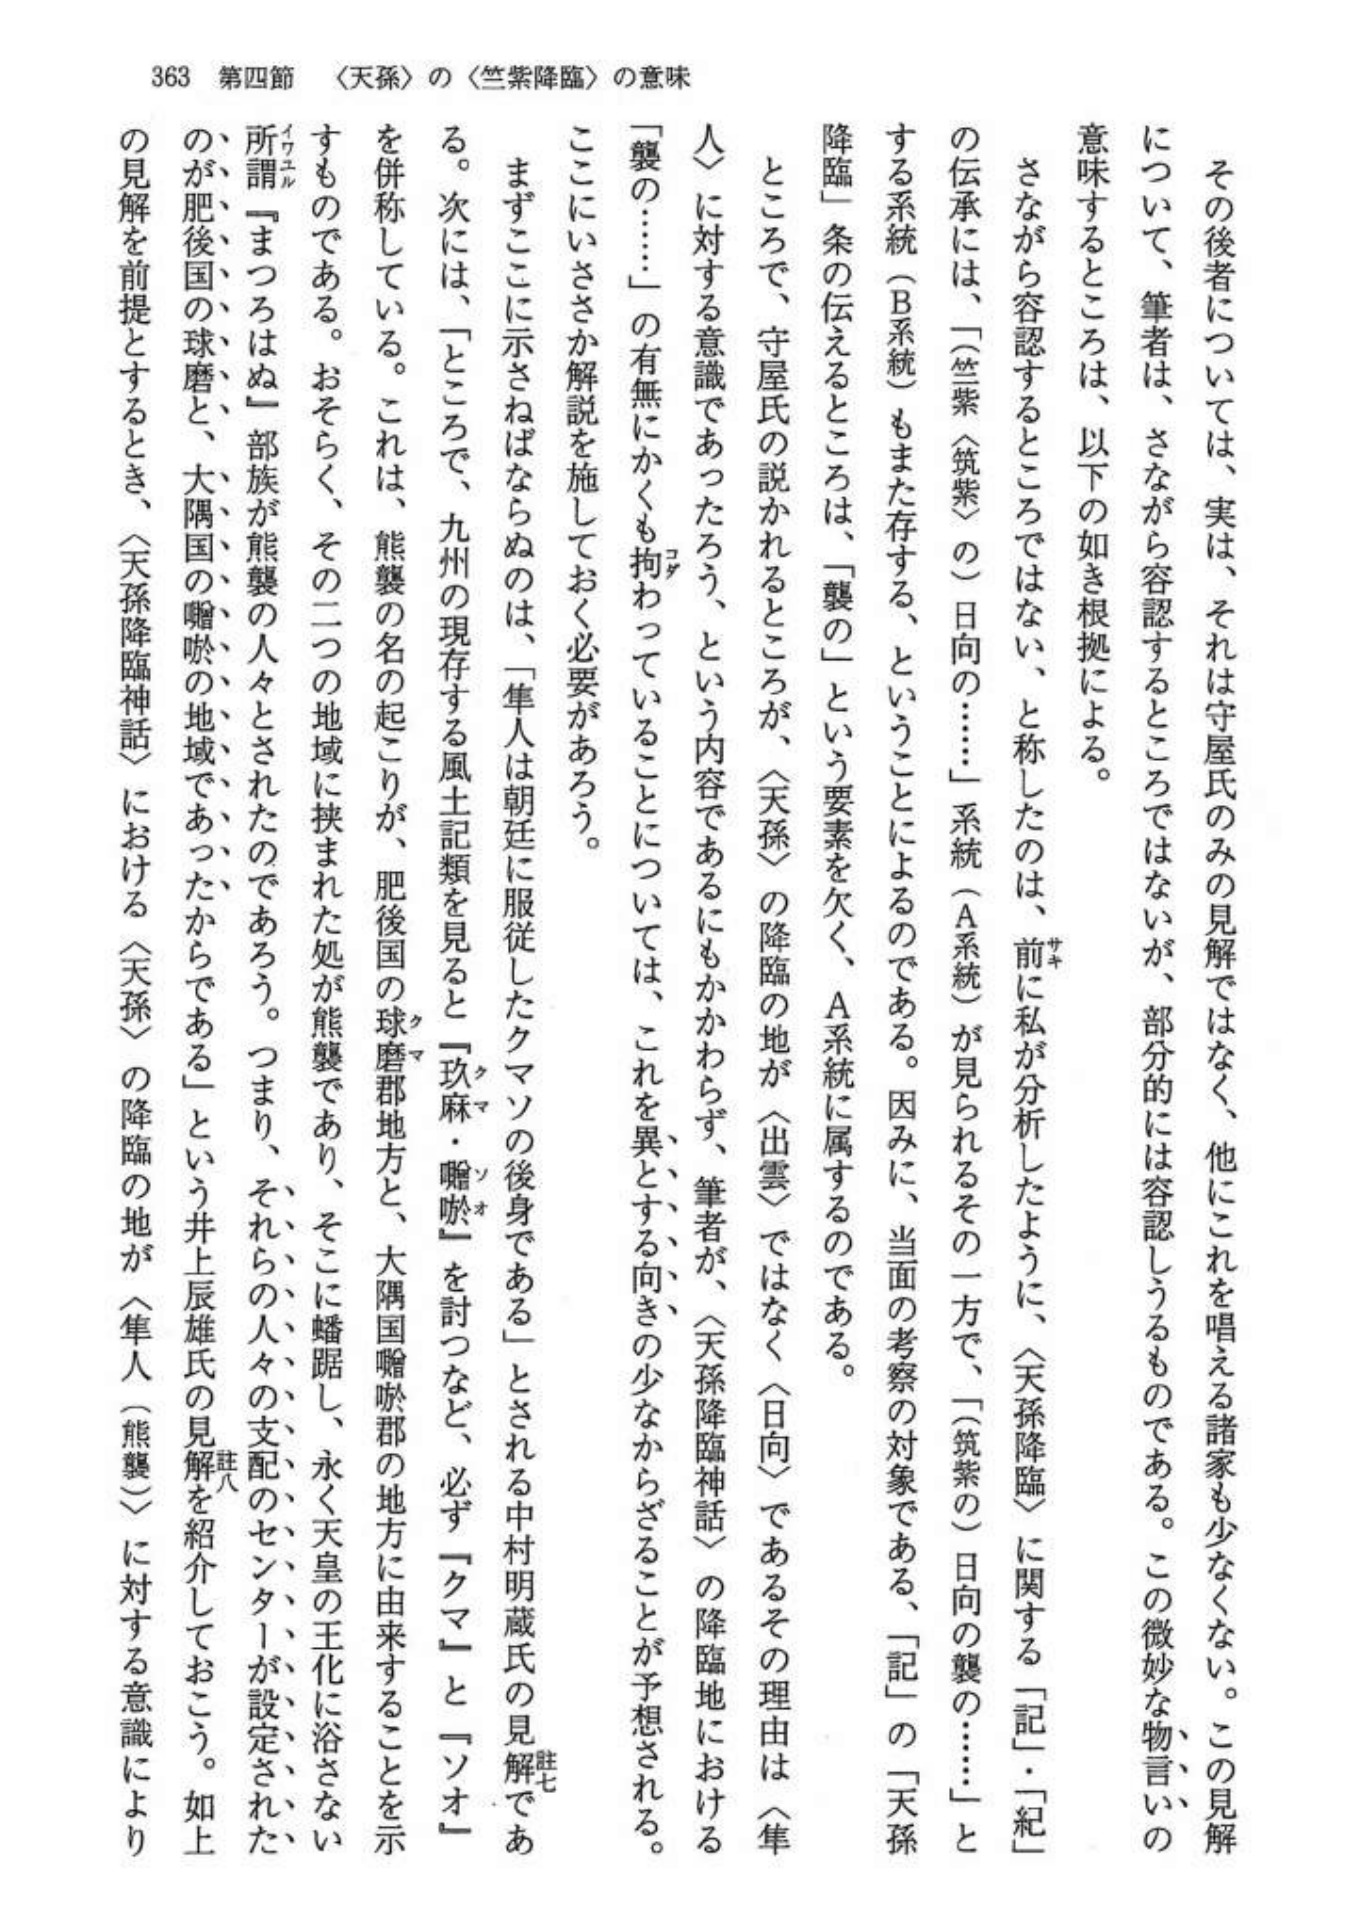 363　第四節　〈天孫〉の〈竺紫降臨〉の意味
　その後者については、実は、それは守屋氏のみの見解ではなく、他にこれを唱える諸家も少なくない。この見解
について、筆者は、さながら容認するところではないが、部分的には容認しうるものである。この微妙な物言いの
意味するところは、以下の如き根拠による。
　さながら容認するところではない、と称したのは、前サキに私が分析したように、〈天孫降臨〉に関する「記」・「紀」
の伝承には、「（竺紫〈筑紫〉の）日向の……」系統（Ａ系統）が見られるその一方で、「（筑紫の）日向の襲の……」と
する系統（Ｂ系統）もまた存する、ということによるのである。因みに、当面の考察の対象である、「記」の「天孫
降臨」条の伝えるところは、「襲の」という要素を欠く、Ａ系統に属するのである。
　ところで、守屋氏の説かれるところが、〈天孫〉の降臨の地が〈出雲〉ではなく〈日向〉であるその理由は〈隼
人〉に対する意識であったろう、という内容であるにもかかわらず、筆者が、〈天孫降臨神話〉の降臨地における
「襲の……」の有無にかくも拘コダわっていることについては、これを異とする向きの少なからざることが予想される。
ここにいささか解説を施しておく必要があろう。
　まずここに示さねばならぬのは、「隼人は朝廷に服従したクマソの後身である」とされる中村明蔵氏の見解註七であ
る。次には、「ところで、九州の現存する風土記類を見ると『玖麻クマ・囎唹ソオ』を討つなど、必ず『クマ』と『ソオ』
を併称している。これは、熊襲の名の起こりが、肥後国の球磨クマ郡地方と、大隅国囎唹郡の地方に由来することを示
すものである。おそらく、その二つの地域に挟まれた処が熊襲であり、そこに蟠踞し、永く天皇の王化に浴さない
所謂イワユル『まつろはぬ』部族が熊襲の人々とされたのであろう。つまり、それらの人々の支配のセンターが設定された
のが肥後国の球磨と、大隅国の囎唹の地域であったからである」という井上辰雄氏の見解註八を紹介しておこう。如上
の見解を前提とするとき、〈天孫降臨神話〉における〈天孫〉の降臨の地が〈隼人（熊襲）〉に対する意識により